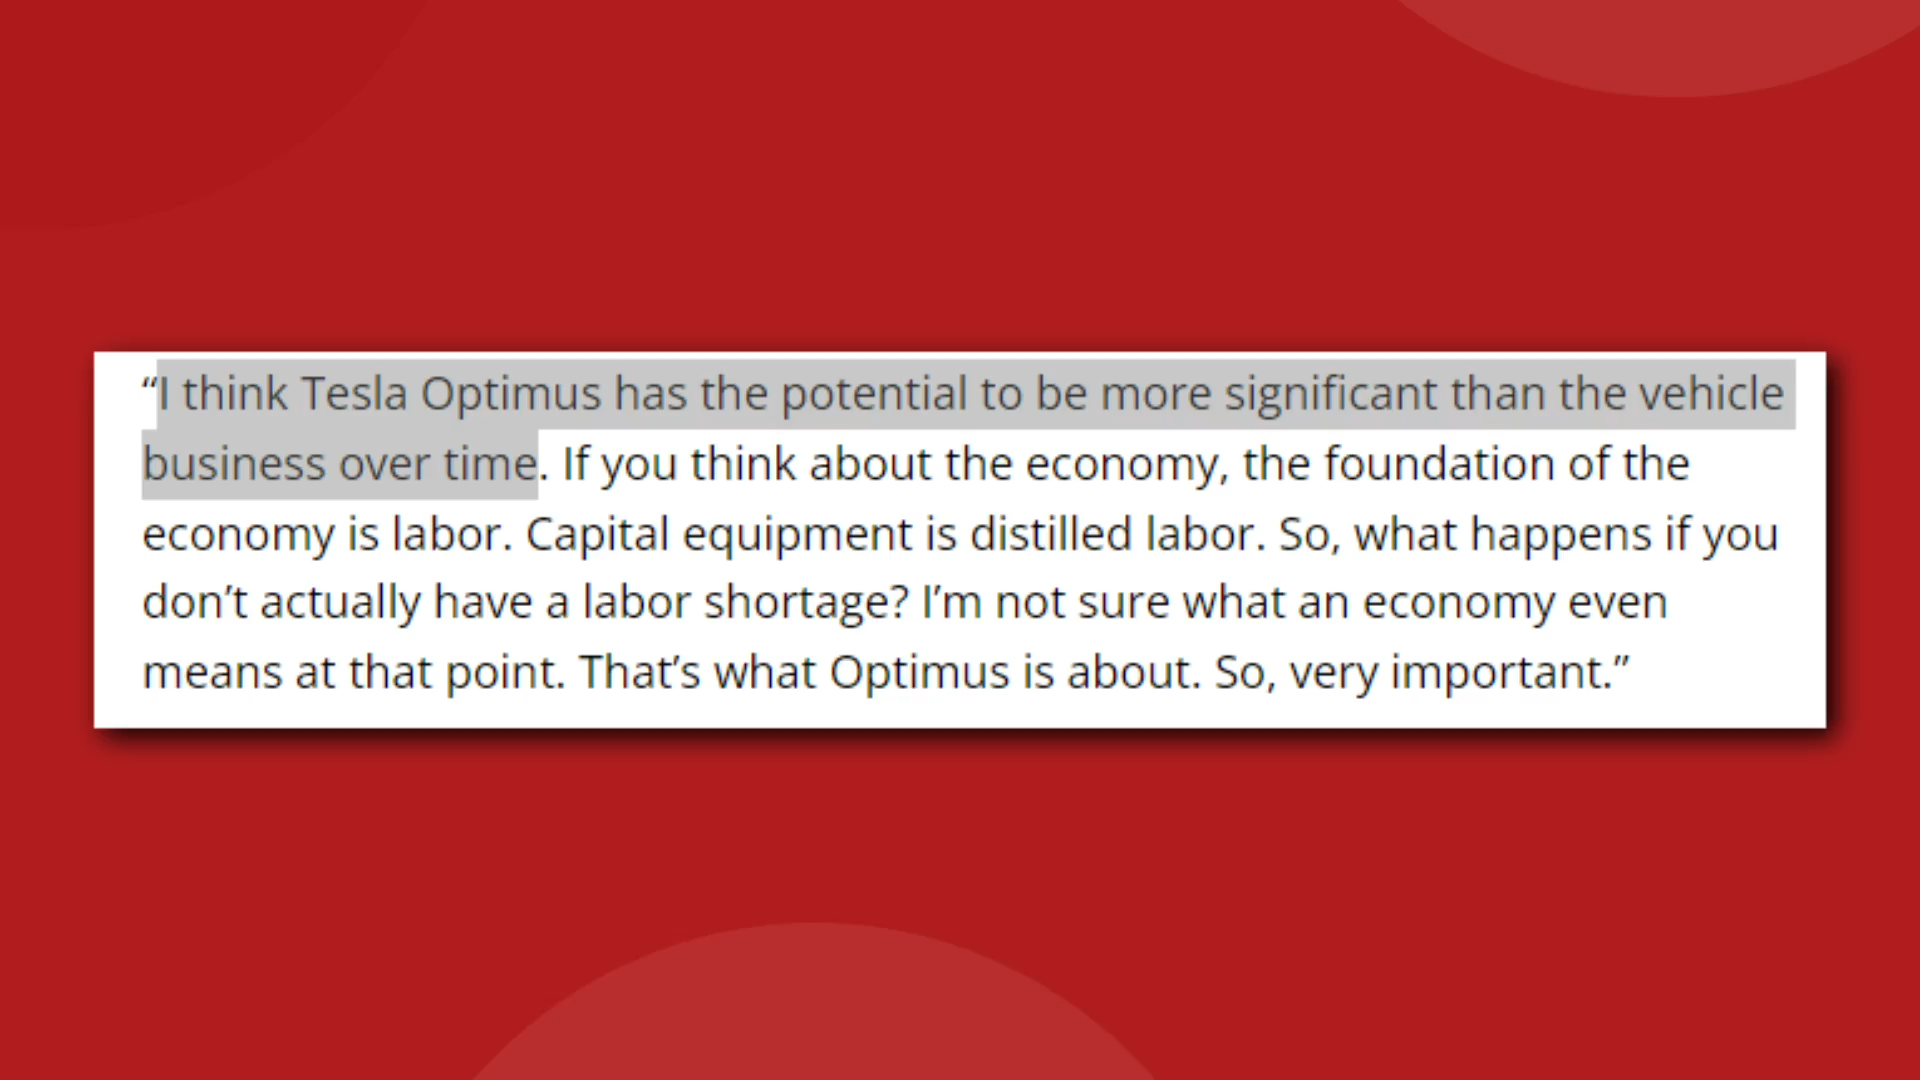 “I think Tesla Optimus has the potential to be more significant than the vehicle
business over time. If you think about the economy, the foundation of the
economy is labor. Capital equipment is distilled labor. So, what happens if you
don’t actually have a labor shortage? I’m not sure what an economy even
means at that point. That’s what Optimus is about. So, very important.”